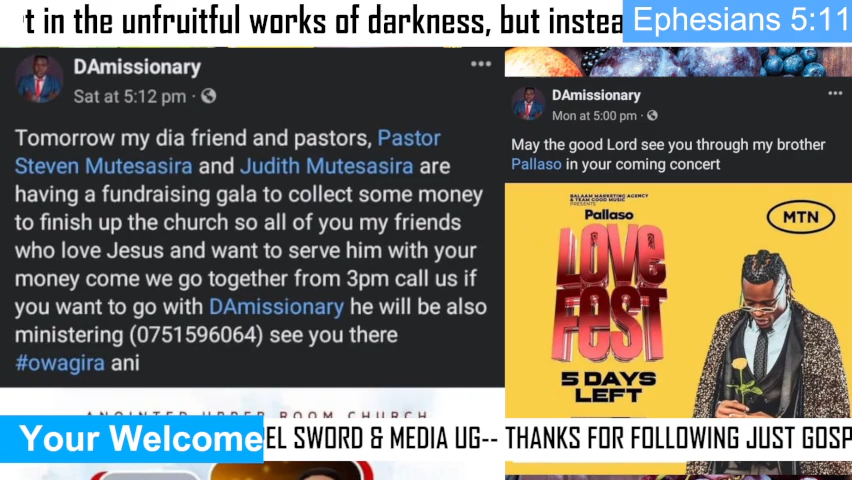 t in the unfruitful works of darkness, but instea
Ephesians 5:11
DAmissionary
Sat at 5:12 pm ·
Tomorrow my dia friend and pastors, Pastor
Steven Mutesasira and Judith Mutesasira are
having a fundraising gala to collect some money
to finish up the church so all of you my friends
who love Jesus and want to serve him with your
money come we go together from 3pm call us if
you want to go with DAmissionary he will be also
ministering (0751596064) see you there
#owagira ani
ANOINTED UPPER ROOM CHURCH
DAmissionary
Mon at 5:00 pm ·
May the good Lord see you through my brother
Pallaso in your coming concert
BALAAM MARKETING AGENCY
& TEAM GOOD MUSIC
PRESENTS
Pallaso
LOVE
FEST
5 DAYS
LEFT
MTN
Your Welcome
EL SWORD & MEDIA UG-- THANKS FOR FOLLOWING JUST GOSP